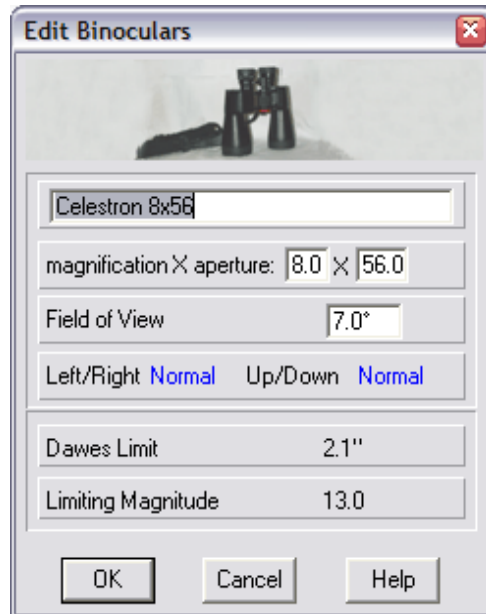 Edit Binoculars
Celestron 8x56
magnification X aperture: 8.0 X 56.0
Field of View 7.0°
Left/Right Normal Up/Down Normal
Dawes Limit 2.1"
Limiting Magnitude 13.0
OK Cancel Help